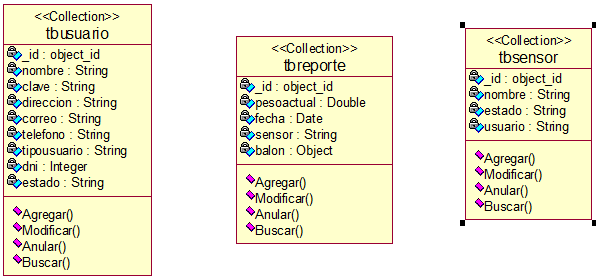 <<Collection>>
tbusuario
_id : object_id
nombre : String
clave : String
direccion : String
correo : String
telefono : String
tipousuario : String
dni : Integer
estado : String
Agregar()
Modificar()
Anular()
Buscar()
<<Collection>>
tbreporte
_id : object_id
pesoactual : Double
fecha : Date
sensor : String
balon : Object
Agregar()
Modificar()
Anular()
Buscar()
<<Collection>>
tbsensor
_id : object_id
nombre : String
estado : String
usuario : String
Agregar()
Modificar()
Anular()
Buscar()